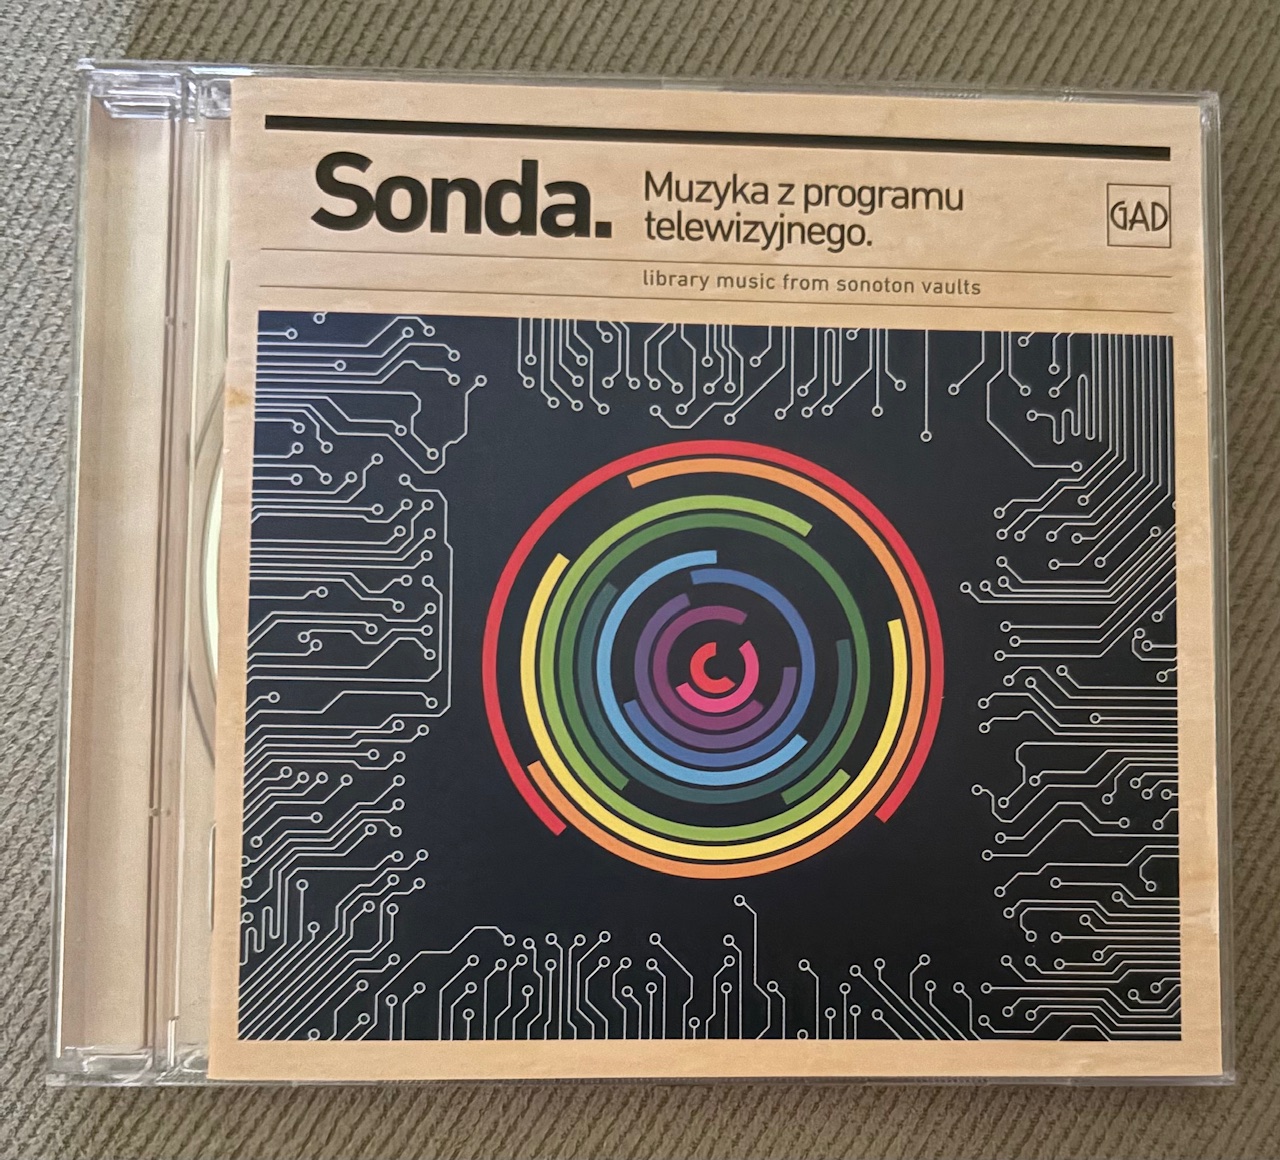 Sonda.
Muzyka z programu
telewizyjnego.
GAD
library music from sonoton vaults